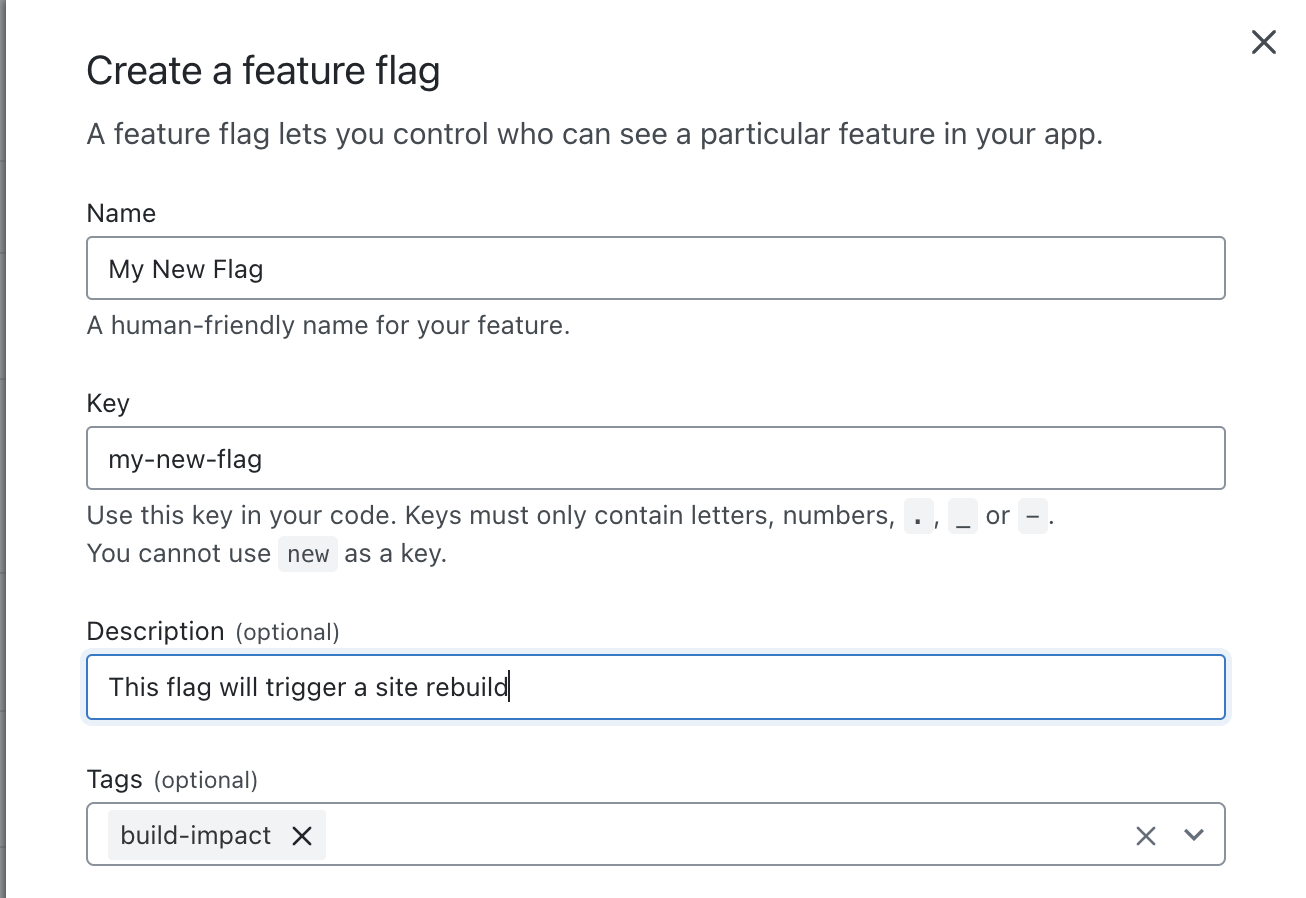 Create a feature flag
A feature flag lets you control who can see a particular feature in your app.
Name
My New Flag
A human-friendly name for your feature.
Key
my-new-flag
Use this key in your code. Keys must only contain letters, numbers, . , _ or - .
You cannot use new as a key.
Description (optional)
This flag will trigger a site rebuild
Tags (optional)
build-impact